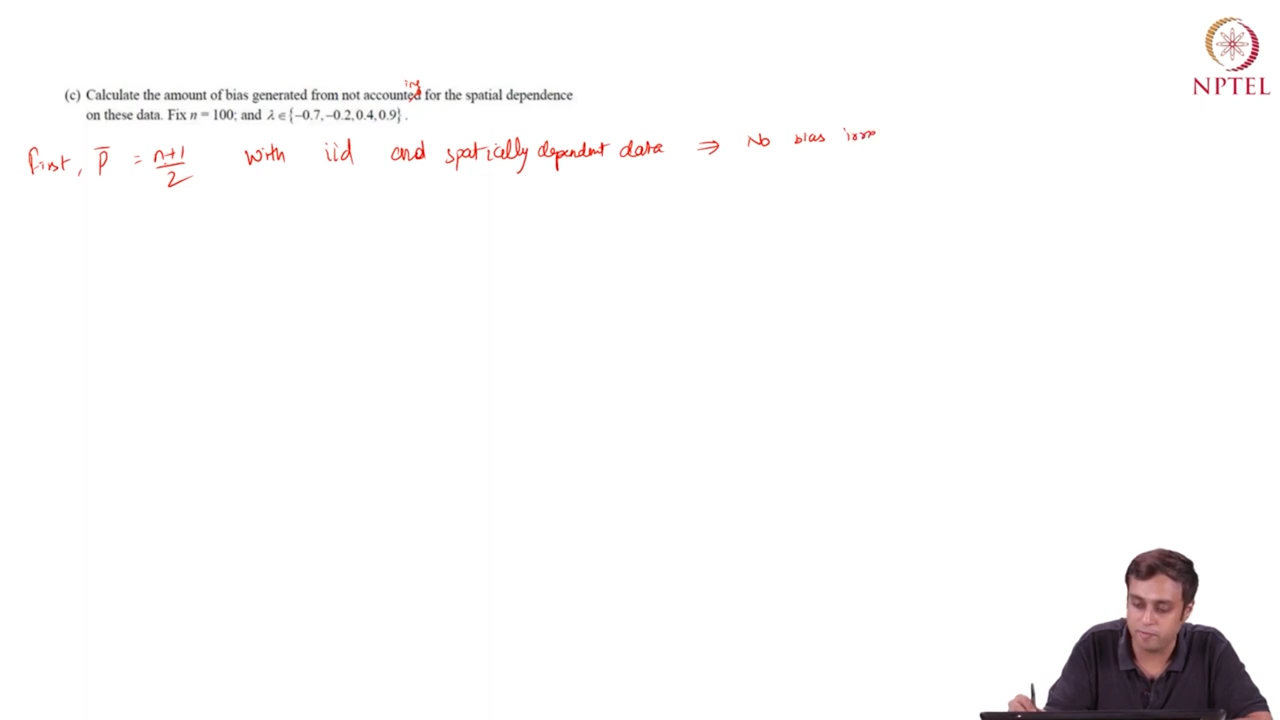 NPTEL
(c) Calculate the amount of bias generated from not accounted ing for the spatial dependence
on these data. Fix n = 100; and λ ∈ {−0.7, −0.2, 0.4, 0.9} .
First, p̄ = n+1/2 with iid and spatially dependent data ⇒ No bias